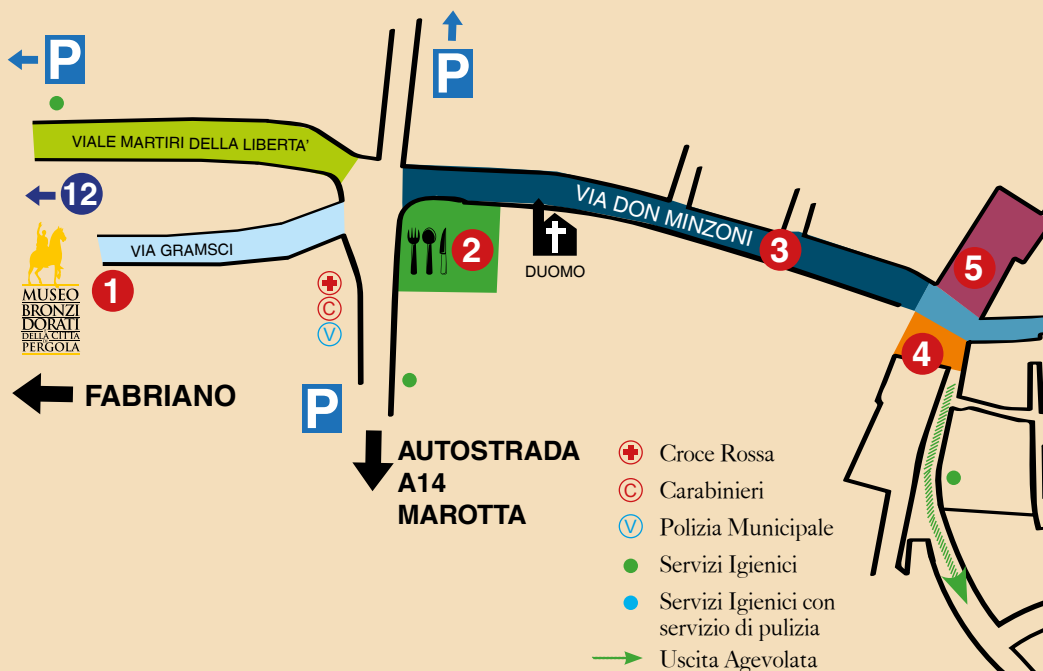 P
P
VIALE MARTIRI DELLA LIBERTA'
12
VIA DON MINZONI
VIA GRAMSCI
1
2
3
5
DUOMO
MUSEO
BRONZI
DORATI
DELLA CITTÀ
PERGOLA
C
V
4
FABRIANO
P
AUTOSTRADA
A14
MAROTTA
Croce Rossa
C Carabinieri
V Polizia Municipale
Servizi Igienici
Servizi Igienici con
servizio di pulizia
Uscita Agevolata